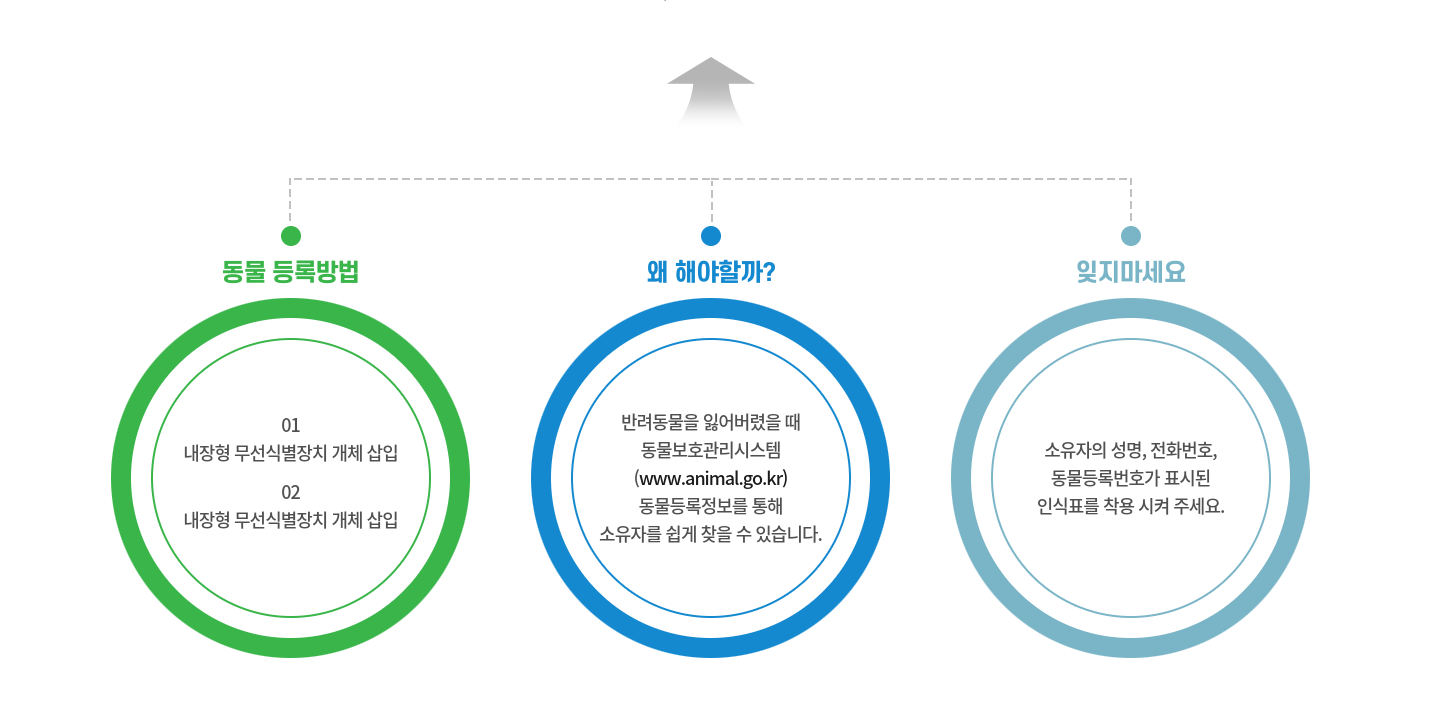 동물 등록방법
01
내장형 무선식별장치 개체 삽입
02
내장형 무선식별장치 개체 삽입
왜 해야할까?
반려동물을 잃어버렸을 때
동물보호관리시스템
(www.animal.go.kr)
동물등록정보를 통해
소유자를 쉽게 찾을 수 있습니다.
잊지마세요
소유자의 성명, 전화번호,
동물등록번호가 표시된
인식표를 착용 시켜 주세요.